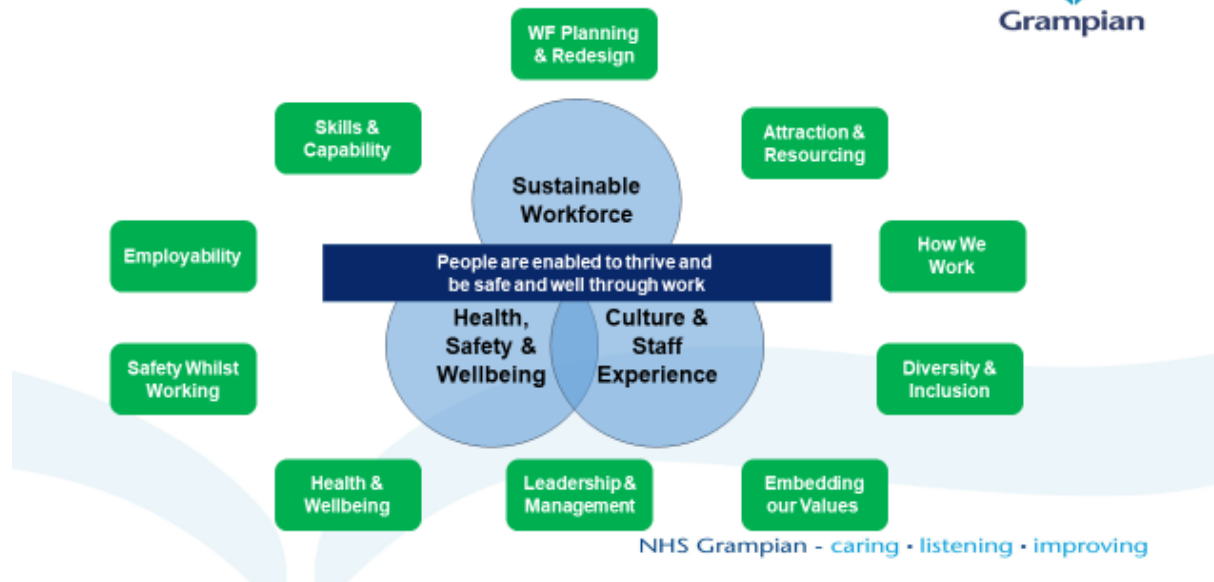 Grampian
WF Planning
& Redesign
Skills &
Capability
Attraction &
Resourcing
Sustainable
Workforce
Employability
How We
Work
People are enabled to thrive and
be safe and well through work
Health,
Safety &
Wellbeing
Culture &
Staff
Experience
Safety Whilst
Working
Diversity &
Inclusion
Health &
Wellbeing
Leadership &
Management
Embedding
our Values
NHS Grampian - caring • listening • improving